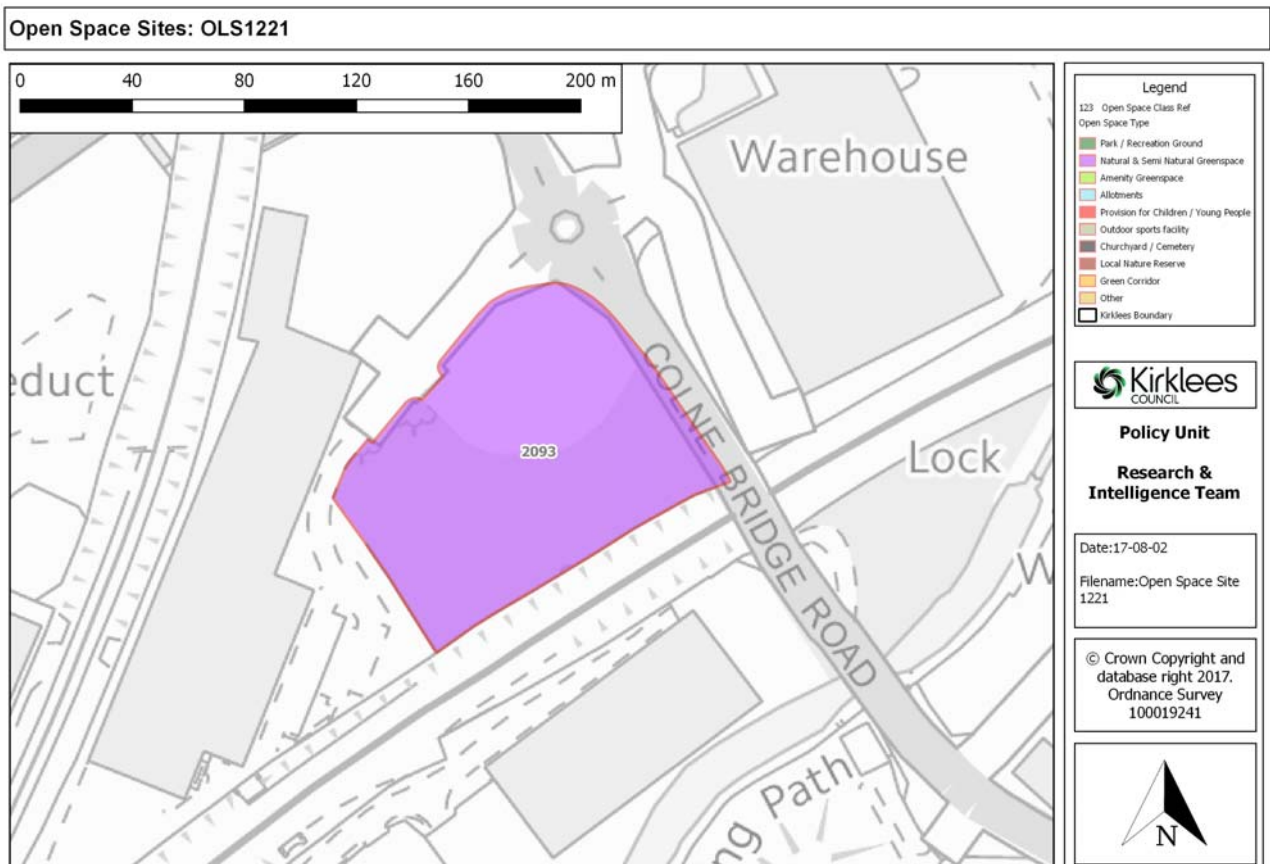 Open Space Sites: OLS1221
0 40 80 120 160 200 m
Warehouse
educt
COLNE BRIDGE ROAD
2093
Lock
W
ng Path
Legend
123 Open Space Class Ref
Open Space Type
Park / Recreation Ground
Natural & Semi Natural Greenspace
Amenity Greenspace
Allotments
Provision for Children / Young People
Outdoor sports facility
Churchyard / Cemetery
Local Nature Reserve
Green Corridor
Other
Kirklees Boundary
Kirklees
COUNCIL
Policy Unit
Research &
Intelligence Team
Date:17-08-02
Filename:Open Space Site
1221
© Crown Copyright and
database right 2017.
Ordnance Survey
100019241
N